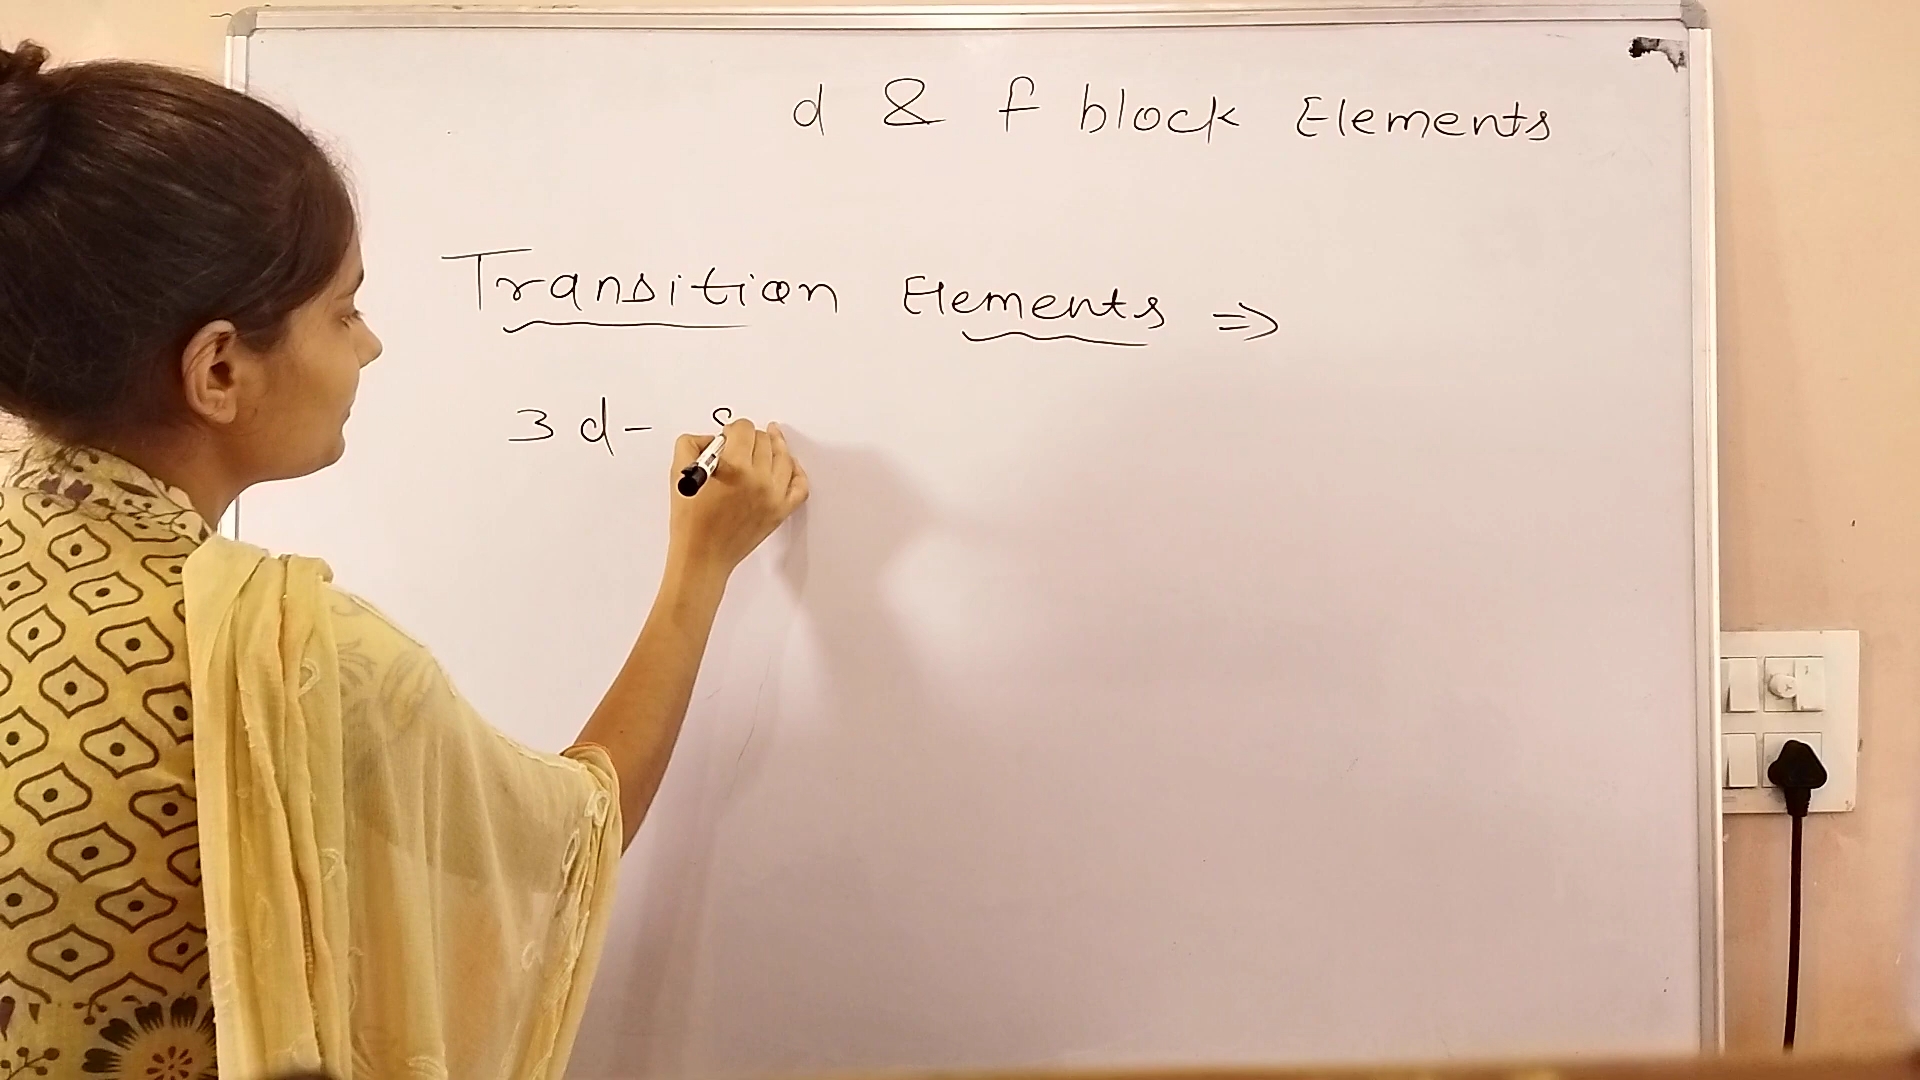 d & f block Elements
Transition Elements ⇒
3d-